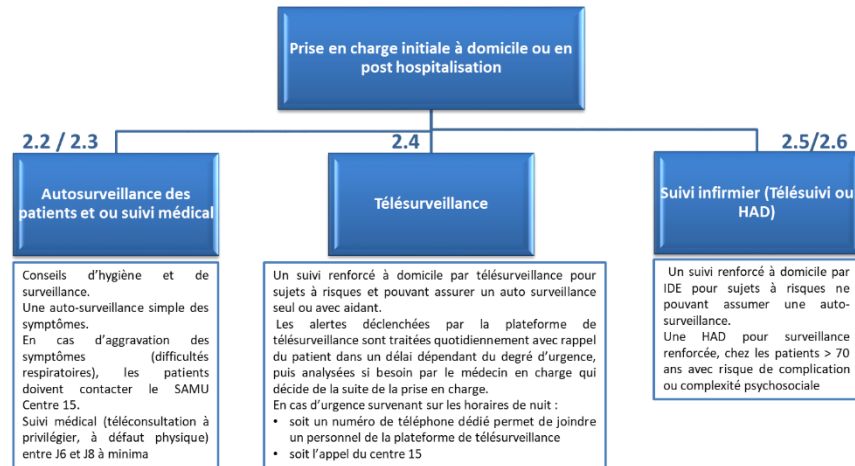 Prise en charge initiale à domicile ou en
post hospitalisation
2.2 / 2.3
2.4
2.5/2.6
Autosurveillance des
patients et ou suivi médical
Télésurveillance
Suivi infirmier (Télésuivi ou
HAD)
Conseils d'hygiène et de
surveillance.
Une auto-surveillance simple des
symptômes.
En cas d'aggravation des
symptômes (difficultés
respiratoires), les patients
doivent contacter le SAMU
Centre 15.
Suivi médical (téléconsultation à
privilégier, à défaut physique)
entre J6 et J8 à minima
Un suivi renforcé à domicile par télésurveillance pour
sujets à risques et pouvant assurer un auto surveillance
seul ou avec aidant.
Les alertes déclenchées par la plateforme de
télésurveillance sont traitées quotidiennement avec rappel
du patient dans un délai dépendant du degré d'urgence,
puis analysées si besoin par le médecin en charge qui
décide de la suite de la prise en charge.
En cas d'urgence survenant sur les horaires de nuit :
• soit un numéro de téléphone dédié permet de joindre
un personnel de la plateforme de télésurveillance
• soit l'appel du centre 15
Un suivi renforcé à domicile par
IDE pour sujets à risques ne
pouvant assumer une auto-
surveillance.
Une HAD pour surveillance
renforcée, chez les patients > 70
ans avec risque de complication
ou complexité psychosociale